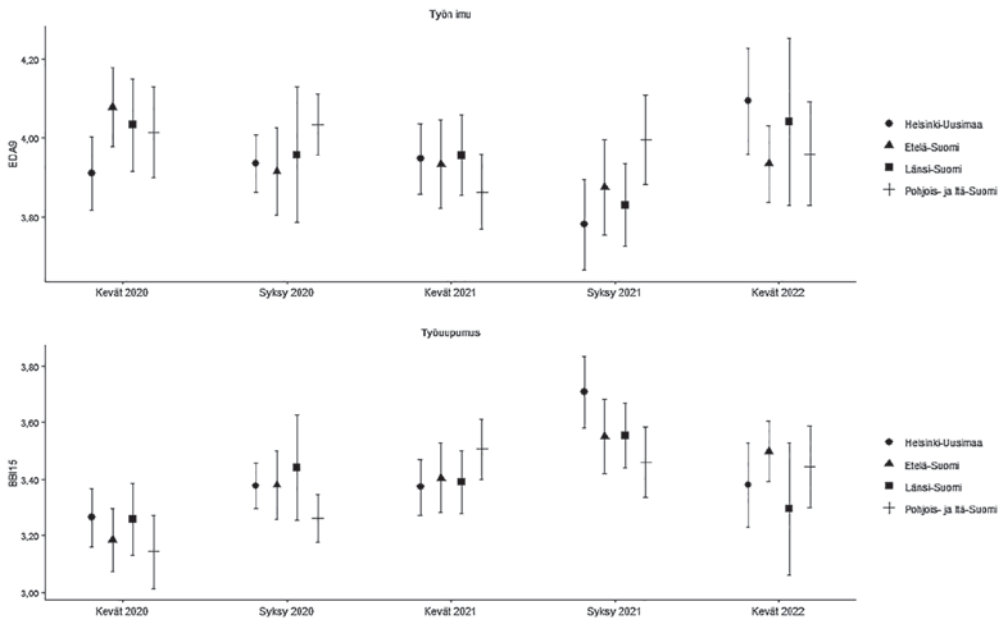 Työn imu
4,20
4,00
3,80
EDA9
Kevät 2020 Syksy 2020 Kevät 2021 Syksy 2021 Kevät 2022
Helsinki-Uusimaa
Etelä-Suomi
Länsi-Suomi
Pohjois- ja Itä-Suomi
Työuupumus
3,80
3,60
3,40
3,20
3,00
BBI15
Kevät 2020 Syksy 2020 Kevät 2021 Syksy 2021 Kevät 2022
Helsinki-Uusimaa
Etelä-Suomi
Länsi-Suomi
Pohjois- ja Itä-Suomi